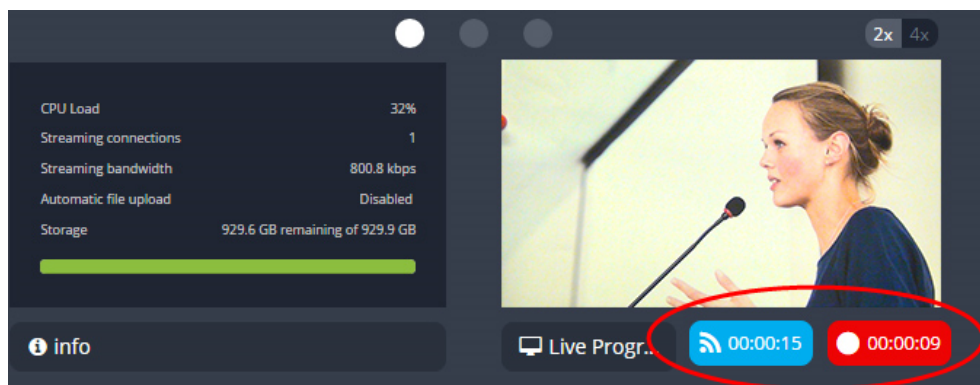 2x 4x
CPU Load 32%
Streaming connections 1
Streaming bandwidth 800.8 kbps
Automatic file upload Disabled
Storage 929.6 GB remaining of 929.9 GB
info
Live Progr... 00:00:15 00:00:09